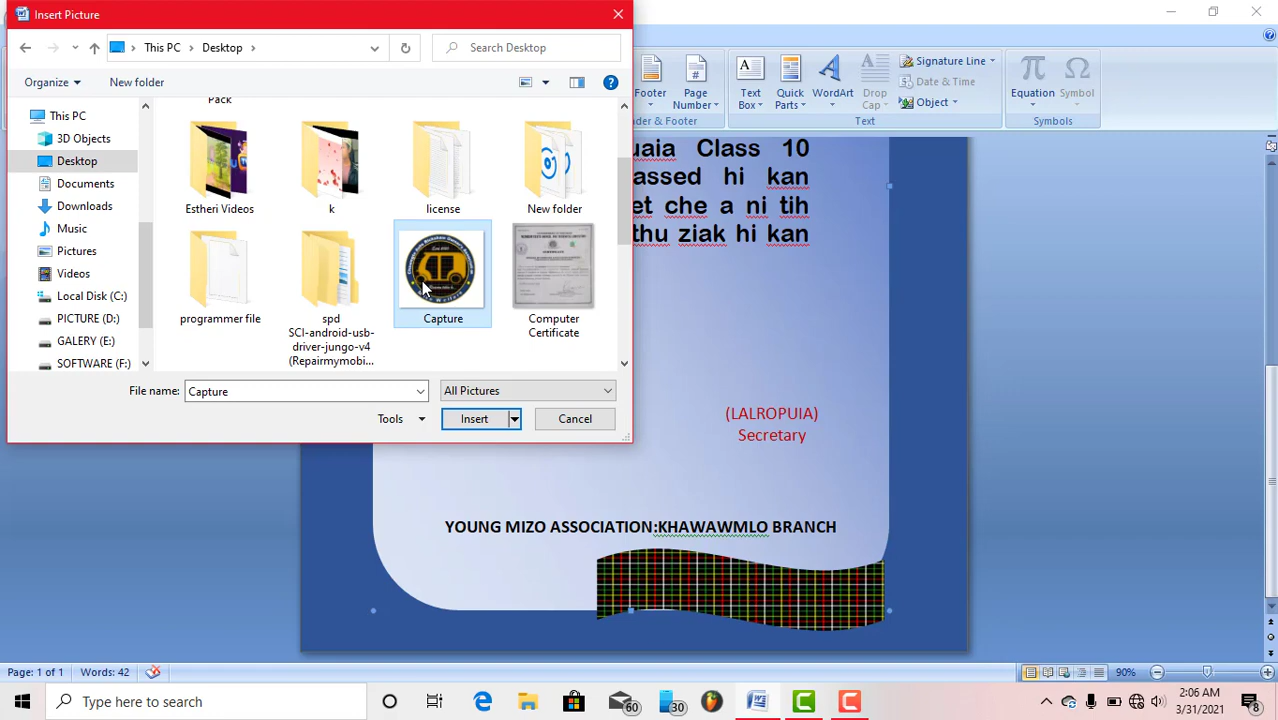 Insert Picture
This PC
Desktop
Search Desktop
Organize
New folder
This PC
3D Objects
Desktop
Documents
Downloads
Music
Pictures
Videos
Local Disk (C:)
PICTURE (D:)
GALERY (E:)
SOFTWARE (F:)
Pack
Estheri Videos
k
license
New folder
programmer file
spd
SCI-android-usb-
driver-jungo-v4
(Repairmymobi...
Capture
Computer
Certificate
File name:
Capture
All Pictures
Tools
Insert
Cancel
Footer
Page
Number
Text
Box
Quick
Parts
WordArt
Drop
Cap
Signature Line
Date & Time
Object
Equation
Symbol
Text
Symbols
Class 10
assed hi kan
et che a ni tih
thu ziak hi kan
(LALROPUIA)
Secretary
YOUNG MIZO ASSOCIATION:KHAWAWMLO BRANCH
Page: 1 of 1
Words: 42
90%
Type here to search
60
30
2:06 AM
3/31/2021
8